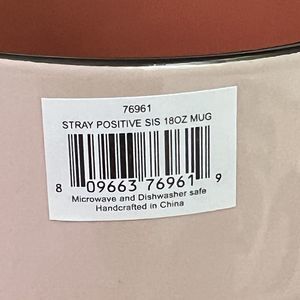 76961
STRAY POSITIVE SIS 18OZ MUG
8 09663 76961 9
Microwave and Dishwasher safe
Handcrafted in China